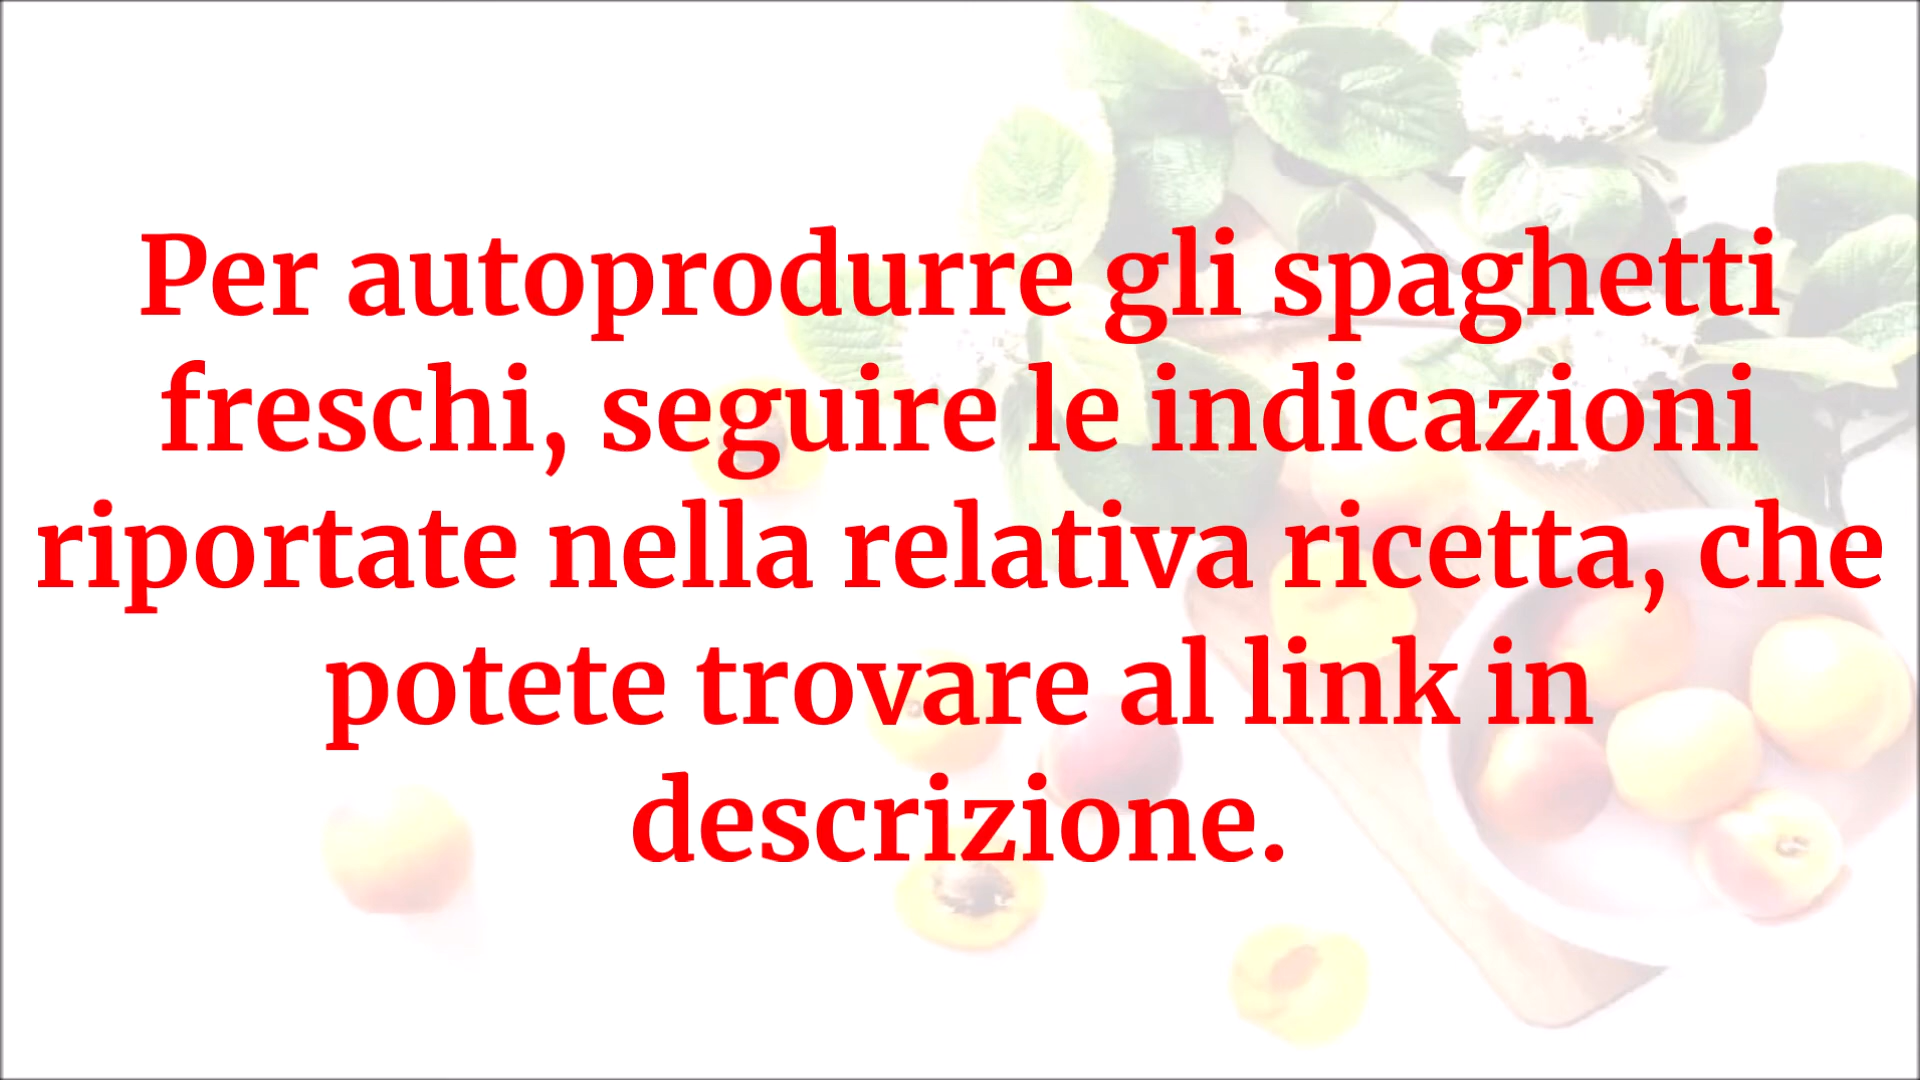 Per autoprodurre gli spaghetti
freschi, seguire le indicazioni
riportate nella relativa ricetta, che
potete trovare al link in
descrizione.